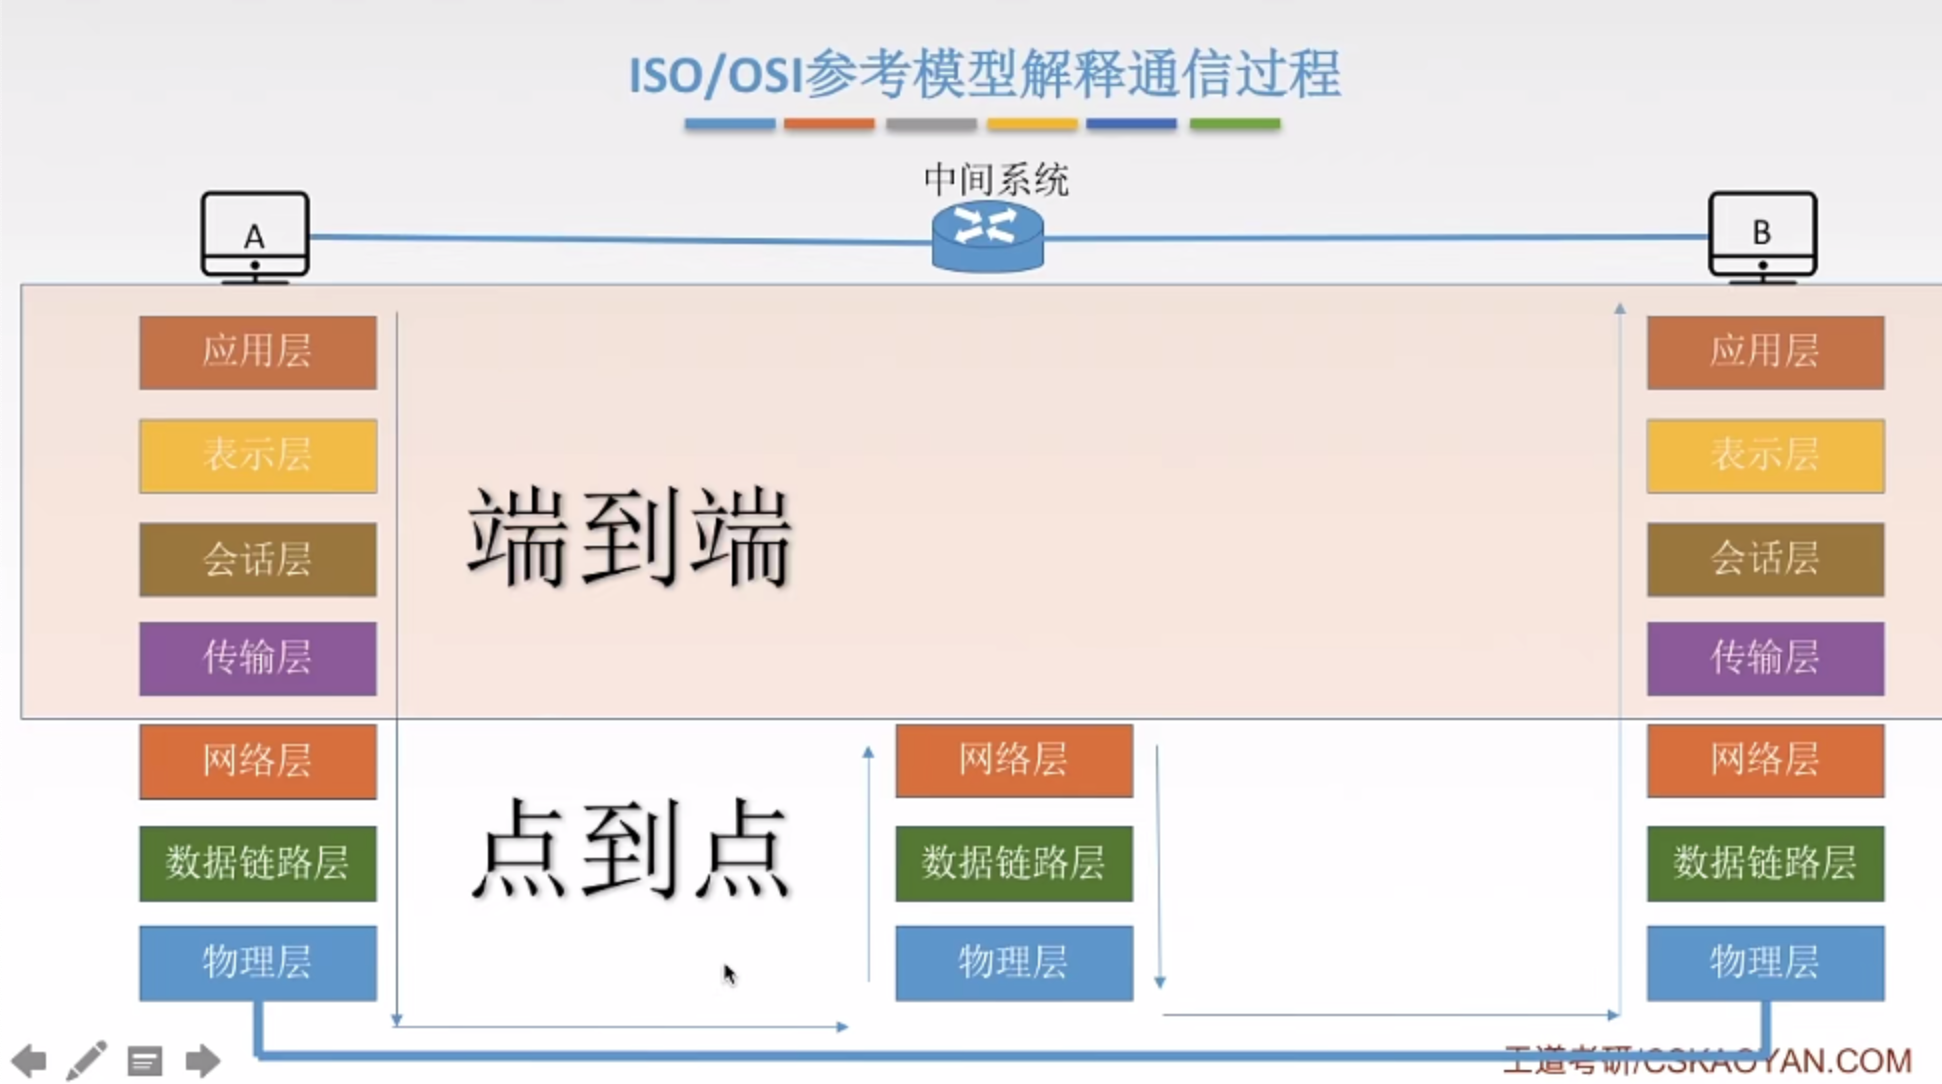 ISO/OSI参考模型解释通信过程
中间系统
A
B
应用层
应用层
表示层
表示层
端到端
会话层
会话层
传输层
传输层
网络层
网络层
网络层
点到点
数据链路层
数据链路层
数据链路层
物理层
物理层
物理层
王道考研/CSKAOYAN.COM